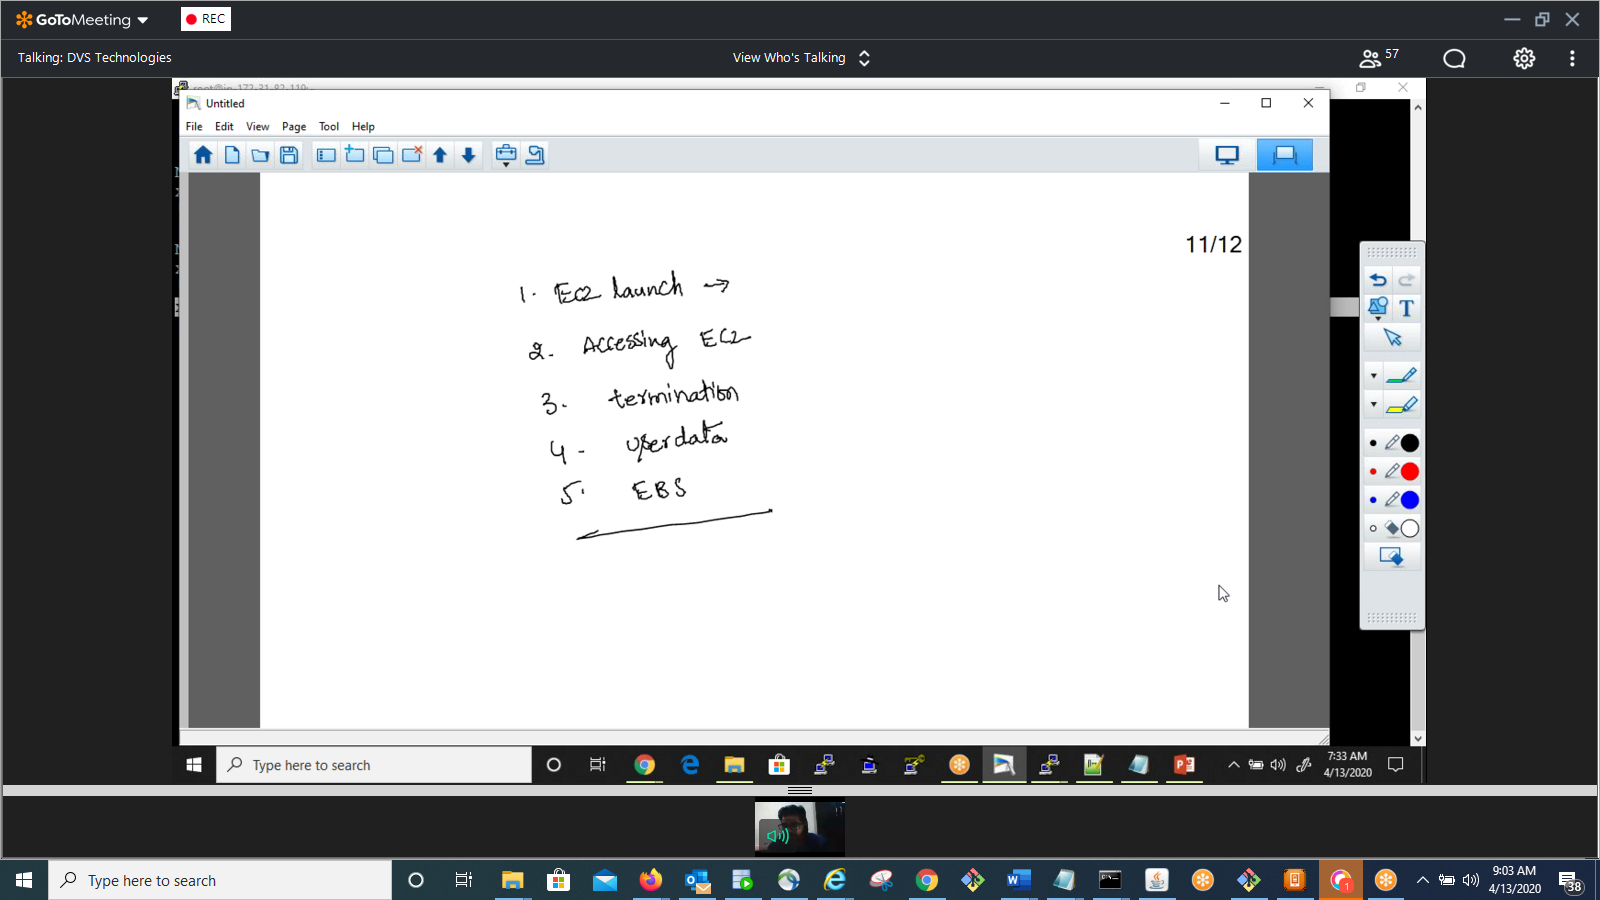 GoToMeeting
REC
Talking: DVS Technologies
View Who's Talking
57
Untitled
File Edit View Page Tool Help
11/12
1. EC2 launch →
2. Accessing EC2
3. termination
4. userdata
5. EBS
T
Type here to search
7:33 AM
4/13/2020
Type here to search
9:03 AM
4/13/2020
38